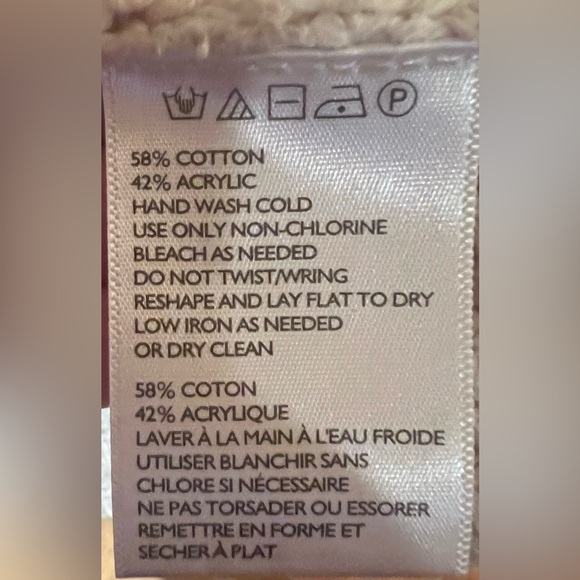 P
58% COTTON
42% ACRYLIC
HAND WASH COLD
USE ONLY NON-CHLORINE
BLEACH AS NEEDED
DO NOT TWIST/WRING
RESHAPE AND LAY FLAT TO DRY
LOW IRON AS NEEDED
OR DRY CLEAN
58% COTON
42% ACRYLIQUE
LAVER À LA MAIN À L'EAU FROIDE
UTILISER BLANCHIR SANS
CHLORE SI NÉCESSAIRE
NE PAS TORSADER OU ESSORER
REMETTRE EN FORME ET
SECHER À PLAT